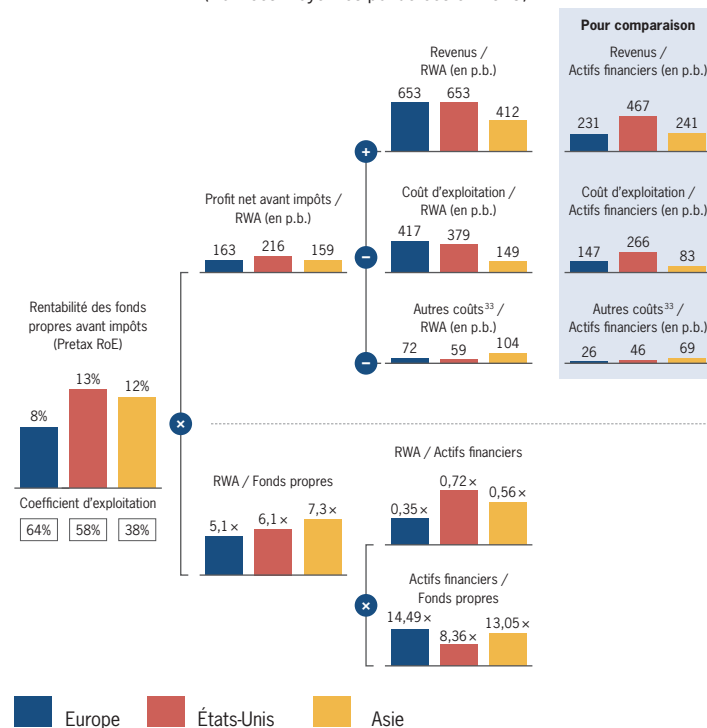 Pour comparaison
Revenus /
RWA (en p.b.)
653 653 412
Revenus /
Actifs financiers (en p.b.)
231 467 241
+
Profit net avant impôts /
RWA (en p.b.)
163 216 159
Coût d'exploitation /
RWA (en p.b.)
417 379 149
Coût d'exploitation /
Actifs financiers (en p.b.)
147 266 83
−
Rentabilité des fonds
propres avant impôt
(Pretax RoE)
8% 13% 12%
Coefficient d'exploitation
64% 58% 38%
Autres coûts³³ /
RWA (en p.b.)
72 59 104
Autres coûts³³ /
Actifs financiers (en p.b.)
26 46 69
−
×
RWA / Fonds propres
5,1× 6,1× 7,3×
RWA / Actifs financiers
0,35× 0,72× 0,56×
×
Actifs financiers /
Fonds propres
14,49× 8,36× 13,05×
Europe États-Unis Asie